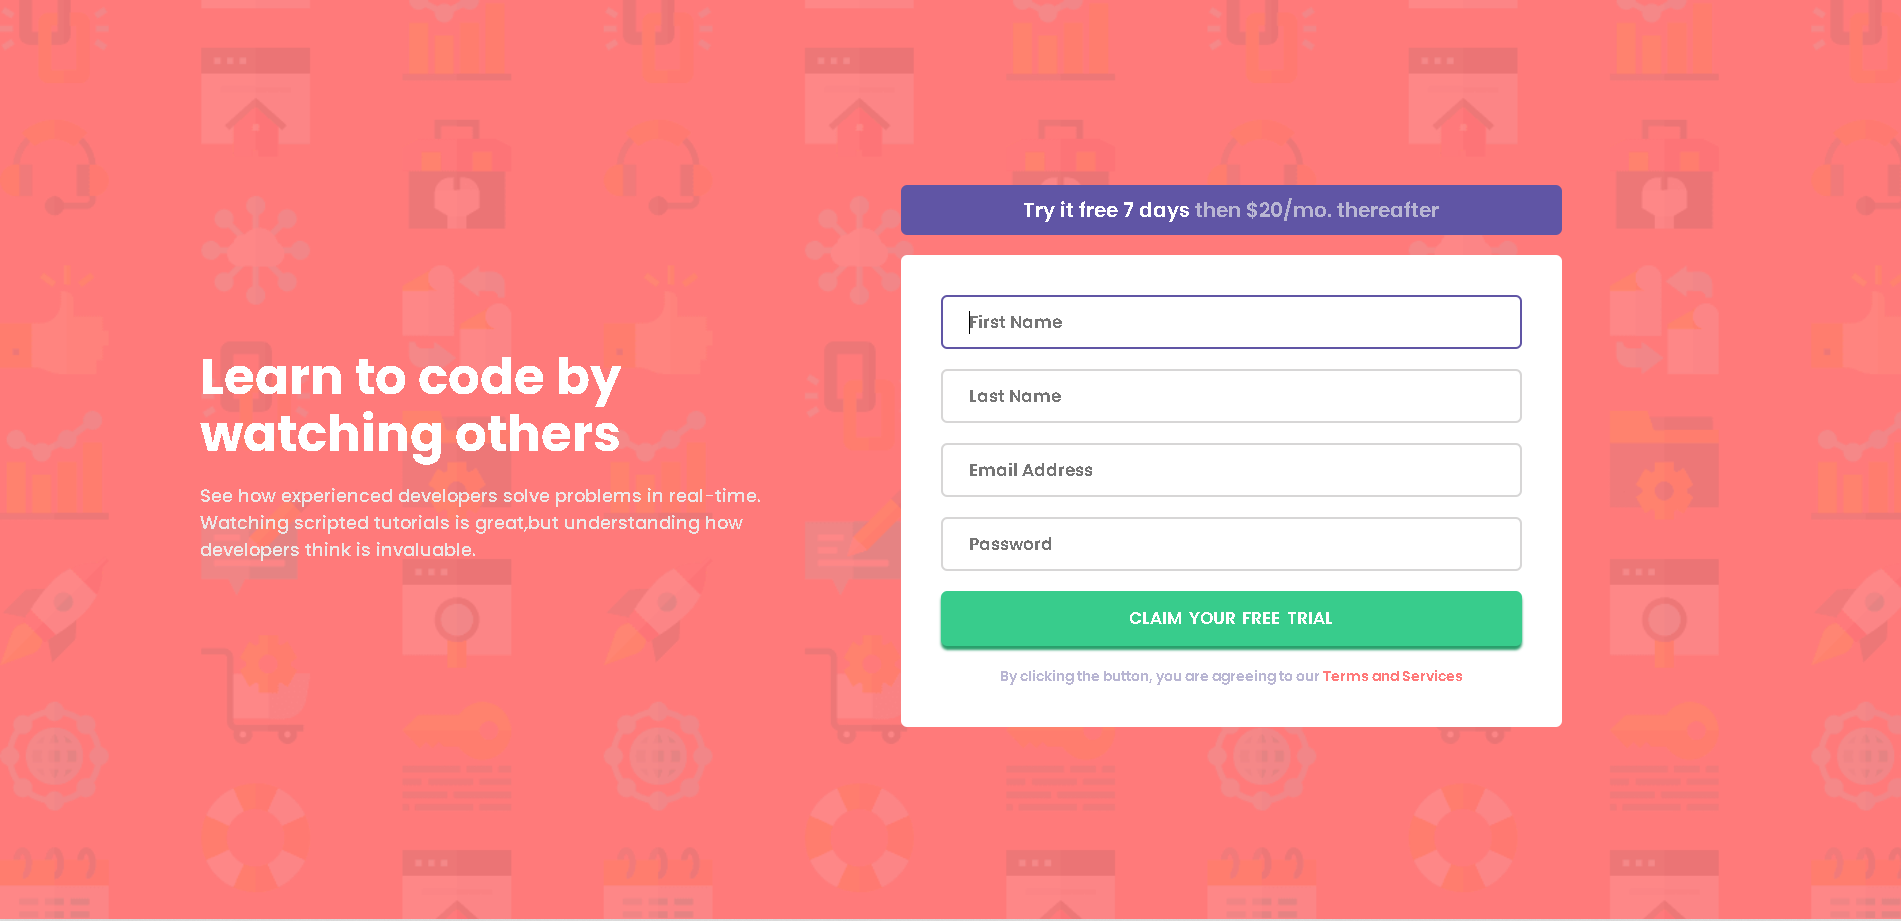 Learn to code by
watching others
See how experienced developers solve problems in real-time.
Watching scripted tutorials is great,but understanding how
developers think is invaluable.
Try it free 7 days then $20/mo. thereafter
First Name
Last Name
Email Address
Password
CLAIM YOUR FREE TRIAL
By clicking the button, you are agreeing to our Terms and Services